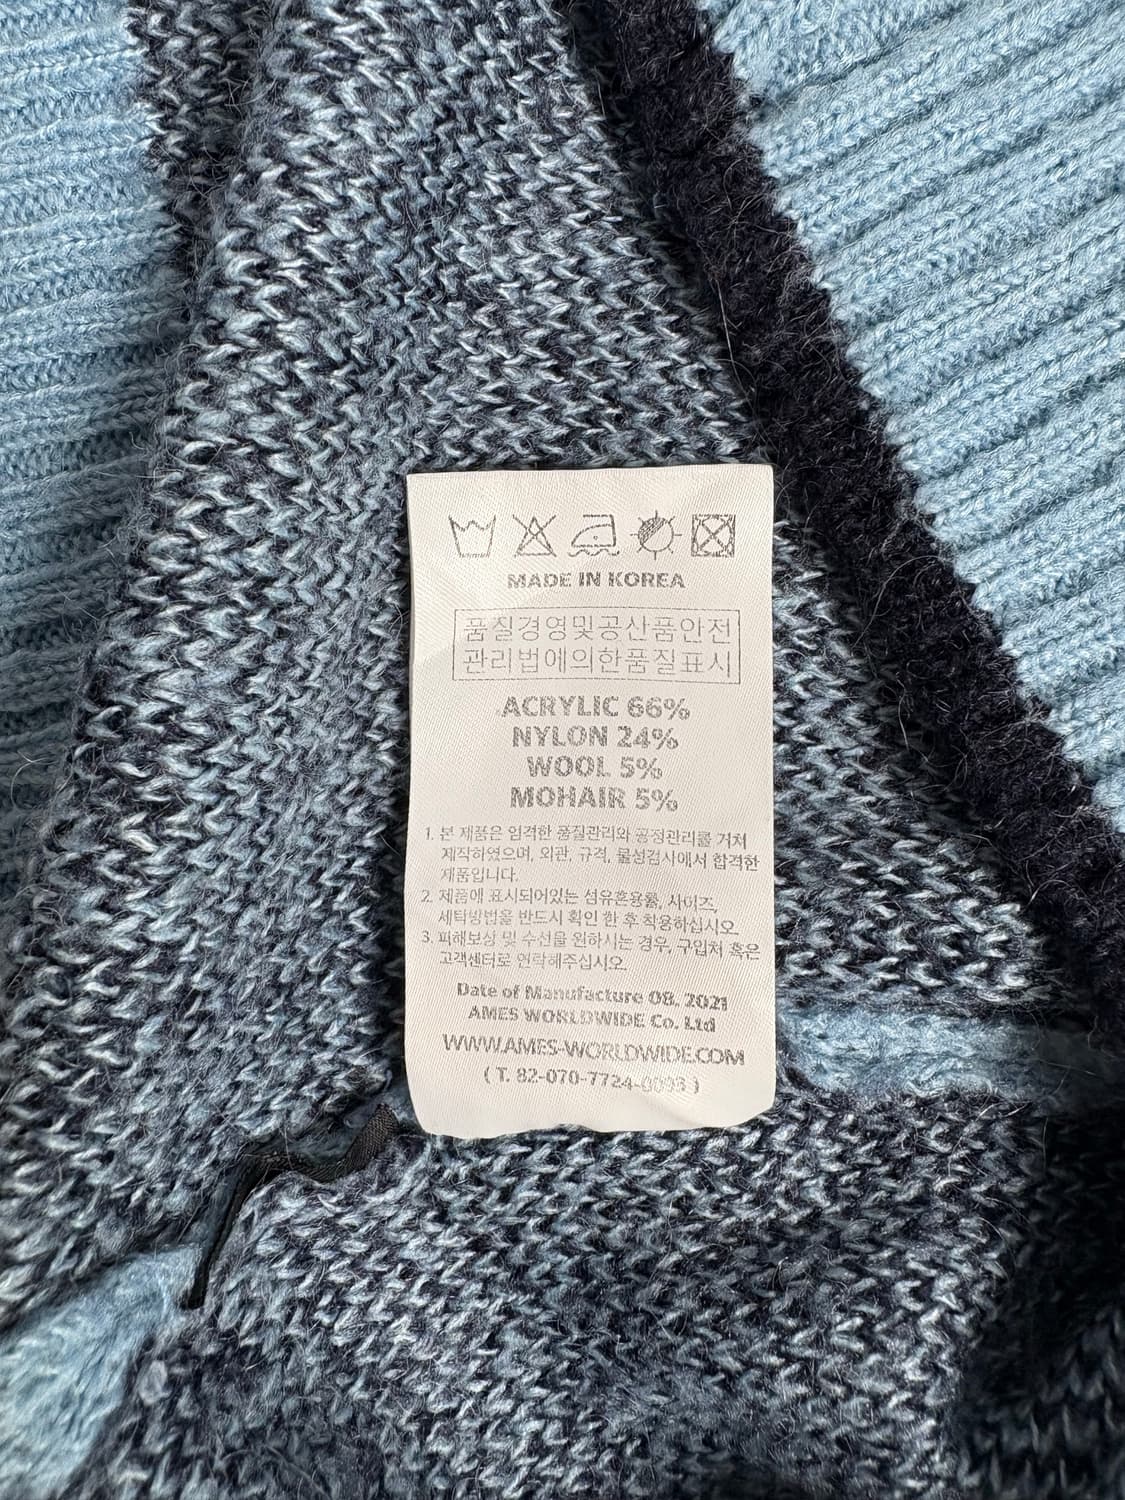 MADE IN KOREA
품질경영및공산품안전
관리법에의한품질표시
ACRYLIC 66%
NYLON 24%
WOOL 5%
MOHAIR 5%
1. 본 제품은 엄격한 품질관리와 공정관리를 거쳐
제작하였으며, 외관, 규격, 물성검사에서 합격한
제품입니다.
2. 제품에 표시되어있는 섬유혼용률, 사이즈,
세탁방법을 반드시 확인 한 후 착용하십시오.
3. 피해보상 및 수선을 원하시는 경우, 구입처 혹은
고객센터로 연락해주십시오.
Date of Manufacture 08. 2021
AMES WORLDWIDE Co. Ltd
WWW.AMES-WORLDWIDE.COM
( T. 82-070-7724-0093 )